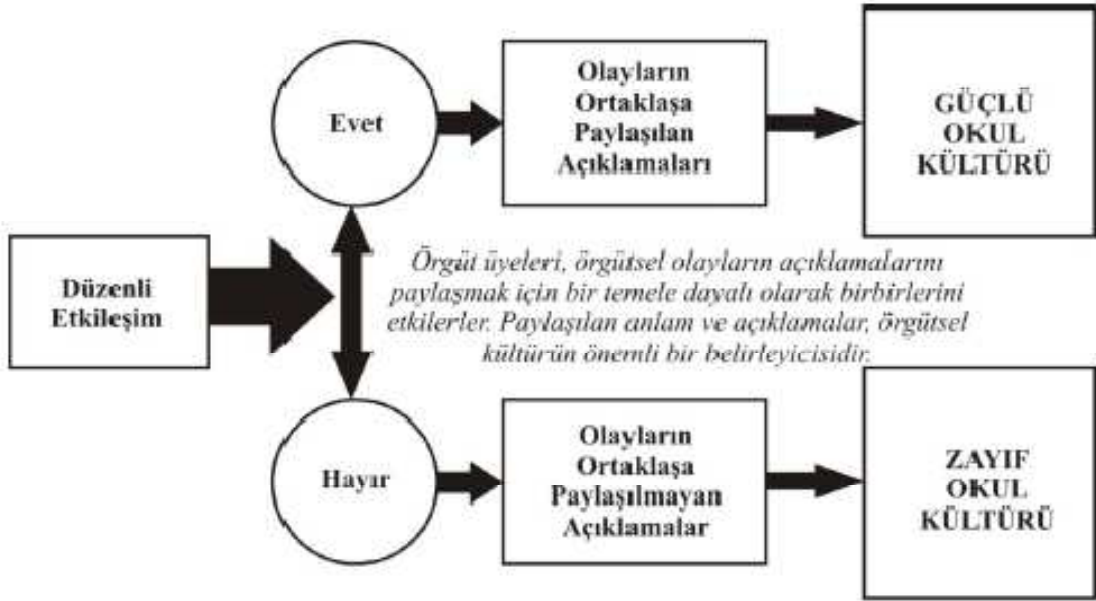 Evet
Olayların
Ortaklaşa
Paylaşılan
Açıklamaları
GÜÇLÜ
OKUL
KÜLTÜRÜ
Düzenli
Etkileşim
Örgüt üyeleri, örgütsel olayların açıklamalarını
paylaşmak için bir temele dayalı olarak birbirlerini
etkilerler. Paylaşılan anlam ve açıklamalar, örgütsel
kültürün önemli bir belirleyicisidir.
Hayır
Olayların
Ortaklaşa
Paylaşılmayan
Açıklamalar
ZAYIF
OKUL
KÜLTÜRÜ